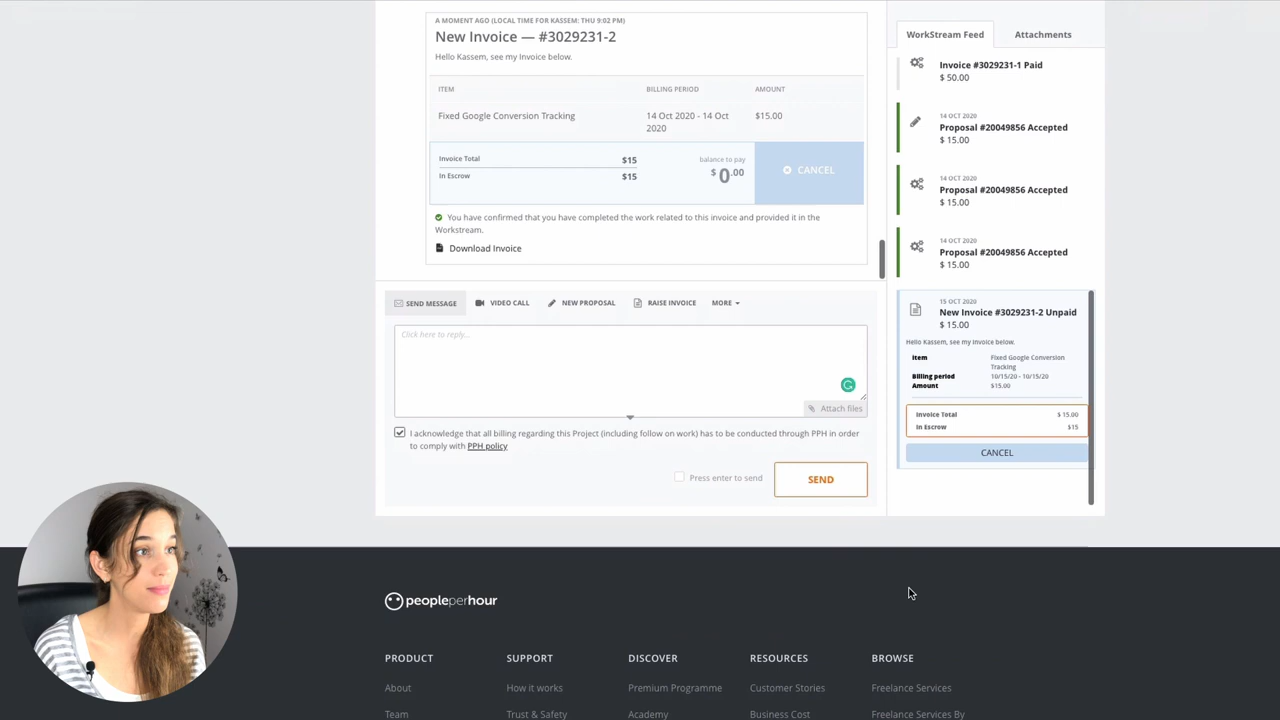 A MOMENT AGO (LOCAL TIME FOR KASSEM: THU 9:02 PM)
New Invoice — #3029231-2
Hello Kassem, see my Invoice below.
ITEM BILLING PERIOD AMOUNT
Fixed Google Conversion Tracking 14 Oct 2020 - 14 Oct 2020 $15.00
Invoice Total $15
In Escrow $15
balance to pay
$ 0.00
CANCEL
You have confirmed that you have completed the work related to this invoice and provided it in the
Workstream.
Download Invoice
SEND MESSAGE VIDEO CALL NEW PROPOSAL RAISE INVOICE MORE
Click here to reply...
Attach files
I acknowledge that all billing regarding this Project (including follow on work) has to be conducted through PPH in order
to comply with PPH policy
Press enter to send
SEND
WorkStream Feed Attachments
Invoice #3029231-1 Paid
$ 50.00
14 OCT 2020
Proposal #20049856 Accepted
$ 15.00
14 OCT 2020
Proposal #20049856 Accepted
$ 15.00
14 OCT 2020
Proposal #20049856 Accepted
$ 15.00
15 OCT 2020
New Invoice #3029231-2 Unpaid
$ 15.00
Hello Kassem, see my Invoice below.
Item Fixed Google Conversion
Tracking
Billing period 10/15/20 - 10/15/20
Amount $15.00
Invoice Total $ 15.00
In Escrow $15
CANCEL
peopleperhour
PRODUCT SUPPORT DISCOVER RESOURCES BROWSE
About How it works Premium Programme Customer Stories Freelance Services
Team Trust & Safety Academy Business Cost Freelance Services By